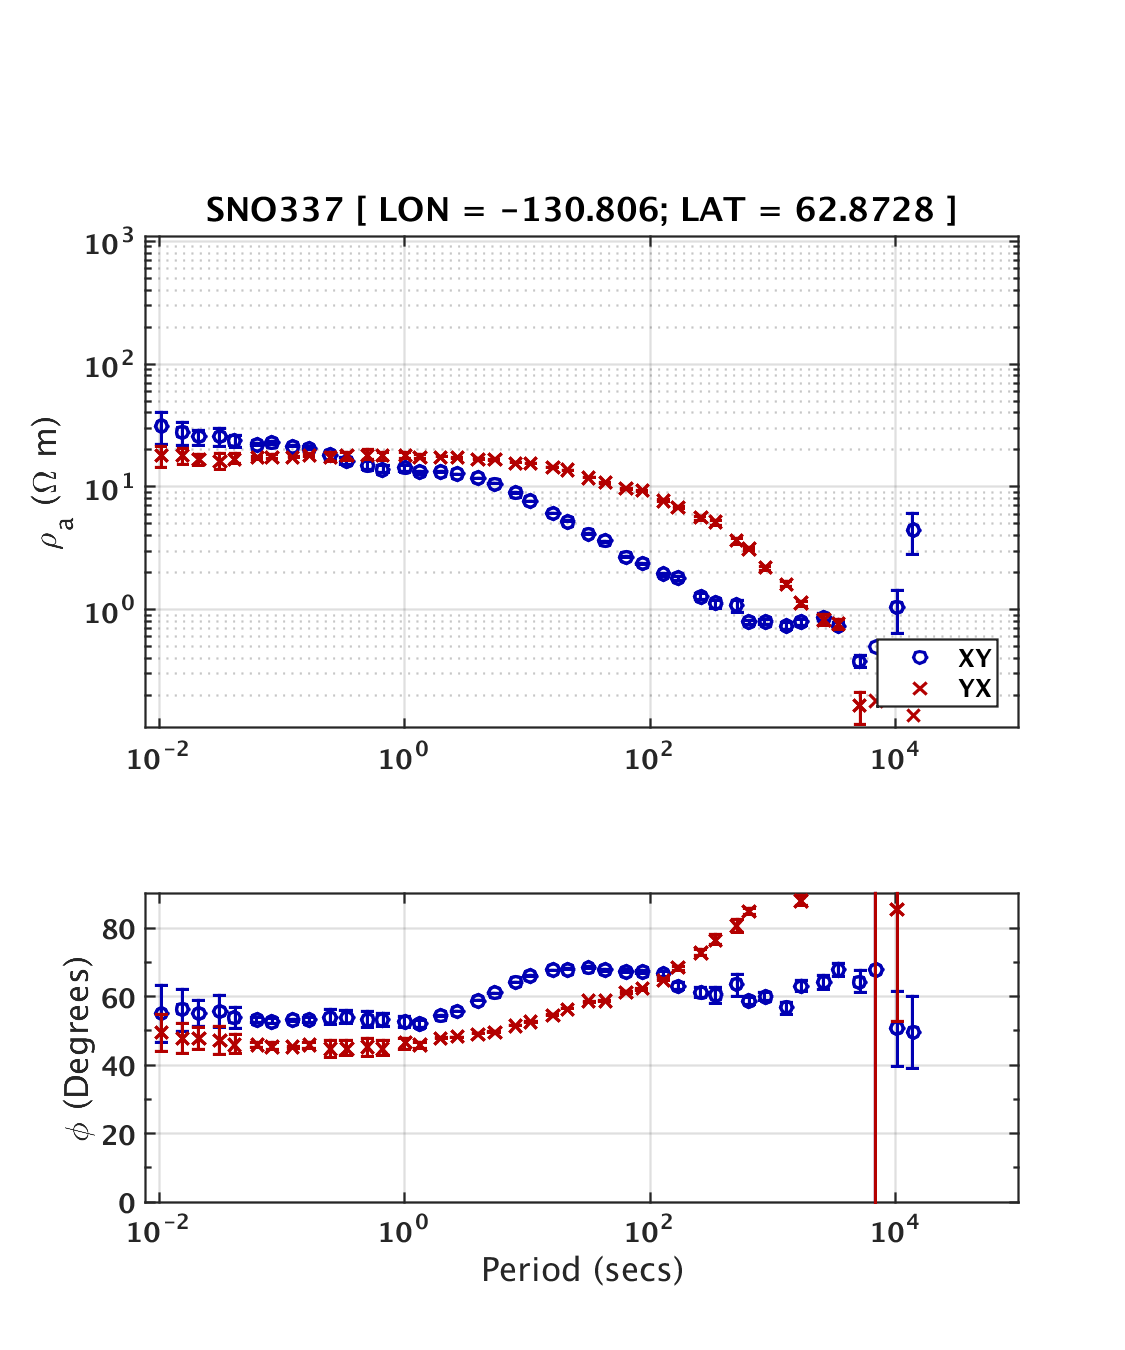 SNO337 [ LON = -130.806; LAT = 62.8728 ]
10^3
10^2
10^1
10^0
ρ_a (Ω m)
XY
YX
10^-2 10^0 10^2 10^4
80
60
40
20
0
ϕ (Degrees)
10^-2 10^0 10^2 10^4
Period (secs)